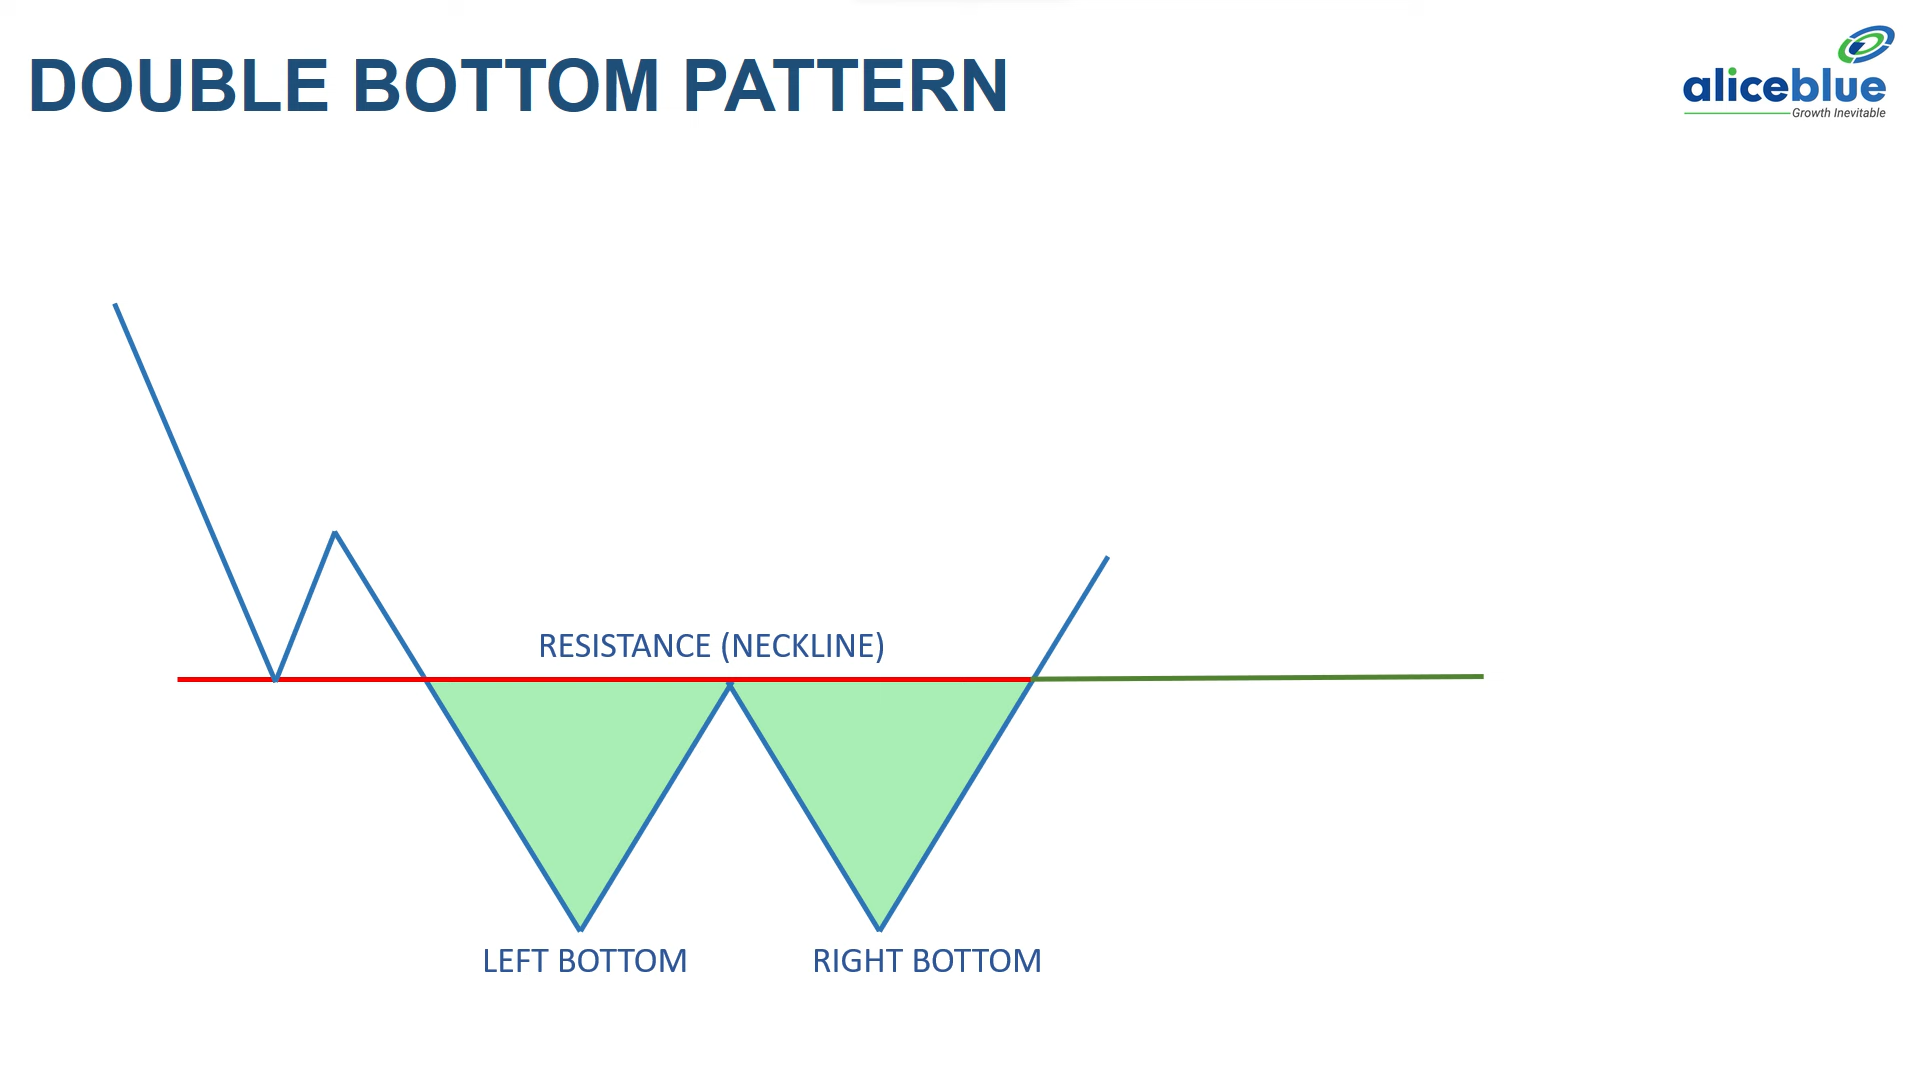 DOUBLE BOTTOM PATTERN
aliceblue
Growth Inevitable
RESISTANCE (NECKLINE)
LEFT BOTTOM
RIGHT BOTTOM